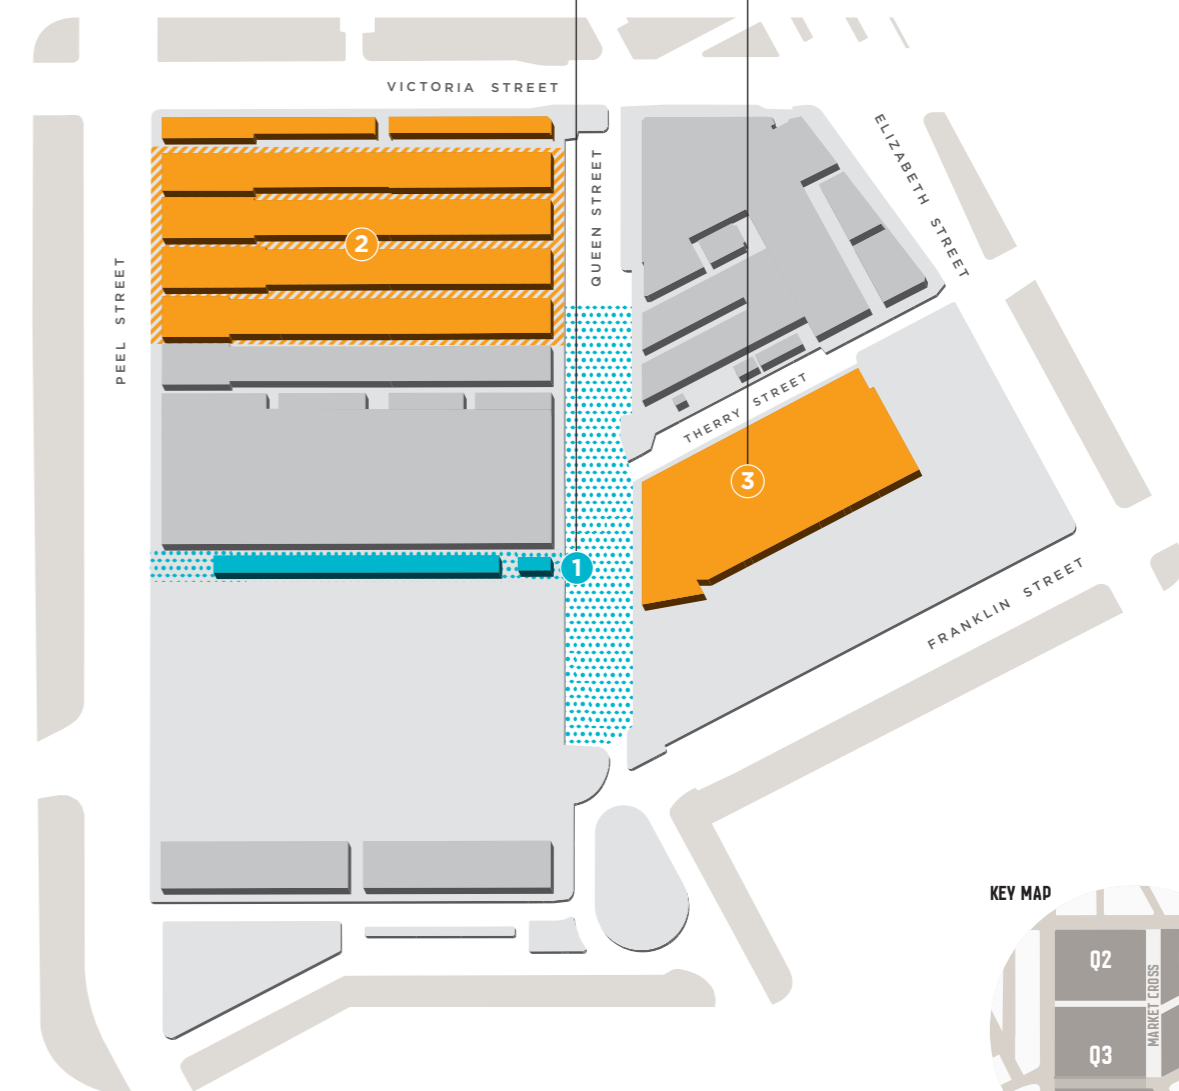 VICTORIA STREET
ELIZABETH STREET
QUEEN STREET
2
PEEL STREET
THERRY STREET
3
1
FRANKLIN STREET
KEY MAP
Q2
MARKET CROSS
Q3